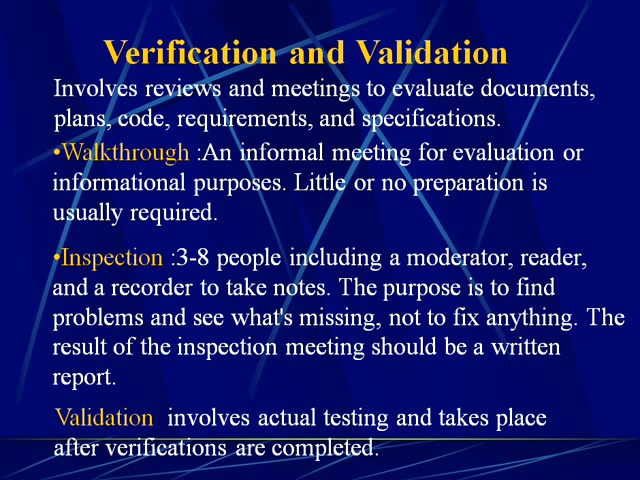 Verification and Validation
Involves reviews and meetings to evaluate documents,
plans, code, requirements, and specifications.
•Walkthrough :An informal meeting for evaluation or
informational purposes. Little or no preparation is
usually required.
•Inspection :3-8 people including a moderator, reader,
and a recorder to take notes. The purpose is to find
problems and see what's missing, not to fix anything. The
result of the inspection meeting should be a written
report.
Validation involves actual testing and takes place
after verifications are completed.